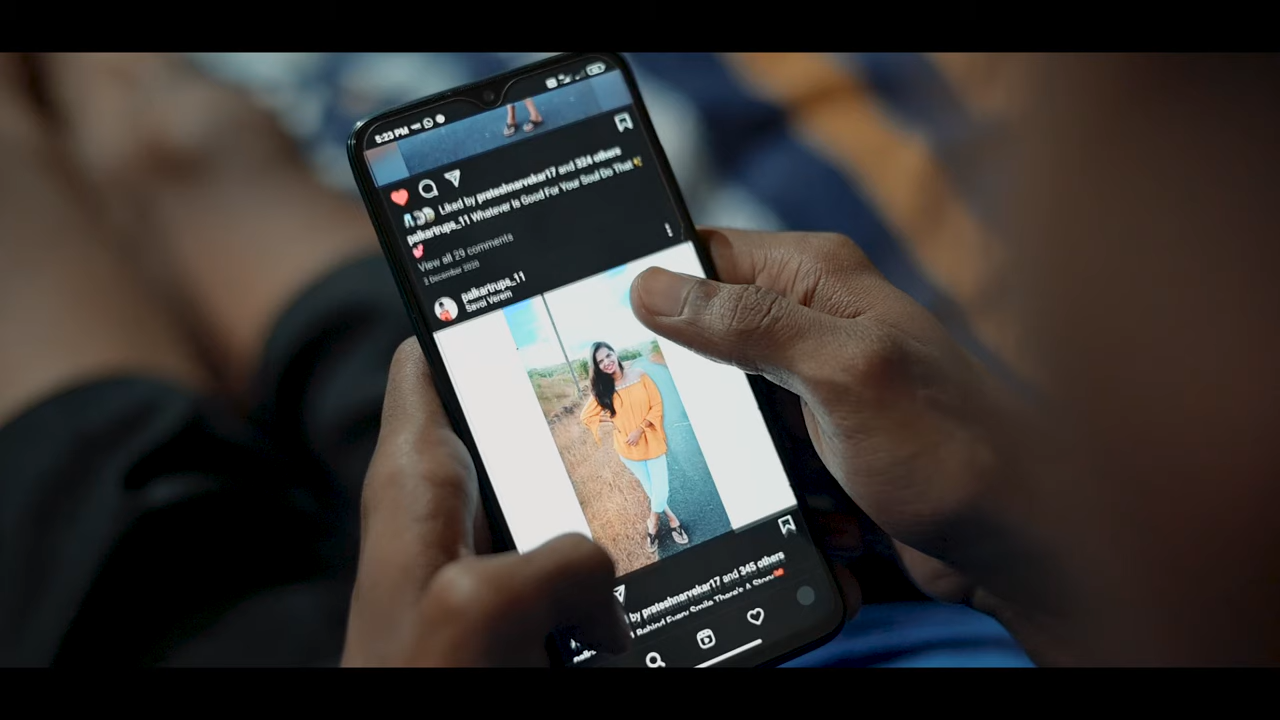 5:23 PM
Liked by prateshnarvekar17 and 324 others
palkartrups_11 Whatever Is Good For Your Soul Do That
View all 29 comments
2 December 2020
palkartrups_11
Savoi Verem
by prateshnarvekar17 and 345 others
Behind Every Smile There's A Story